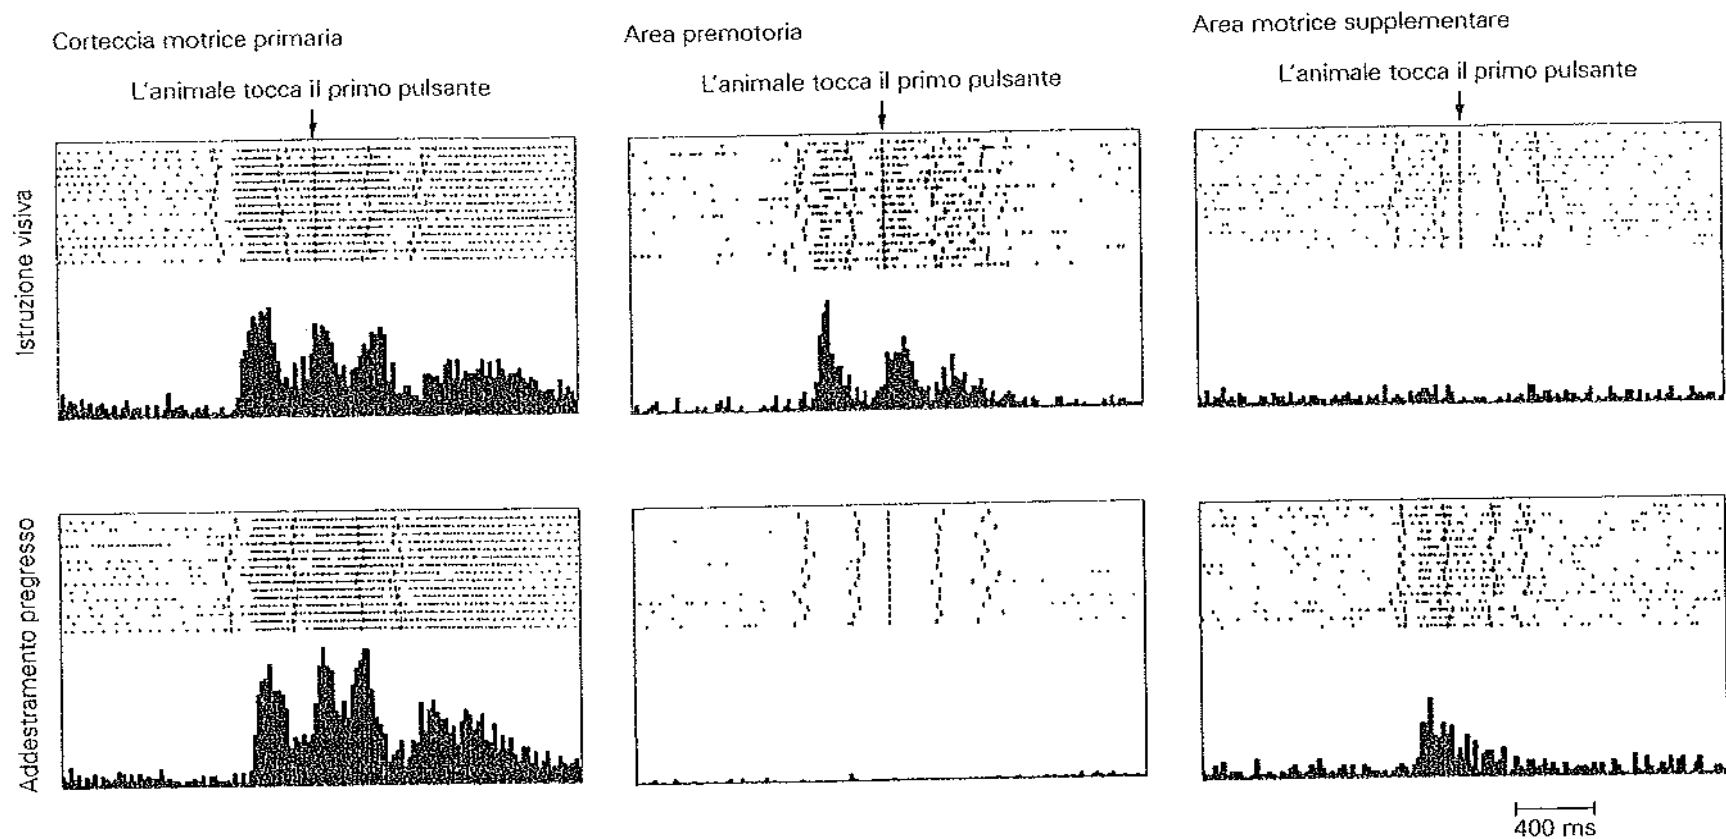 Corteccia motrice primaria
Area premotoria
Area motrice supplementare
L'animale tocca il primo pulsante
L'animale tocca il primo pulsante
L'animale tocca il primo pulsante
Istruzione visiva
Addestramento pregresso
400 ms